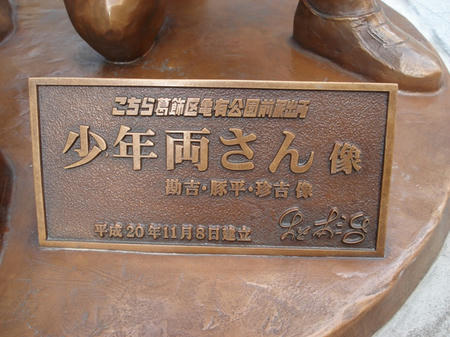 こちら葛飾区亀有公園前派出所
少年両さん像
勘吉・豚平・珍吉像
平成20年11月8日建立